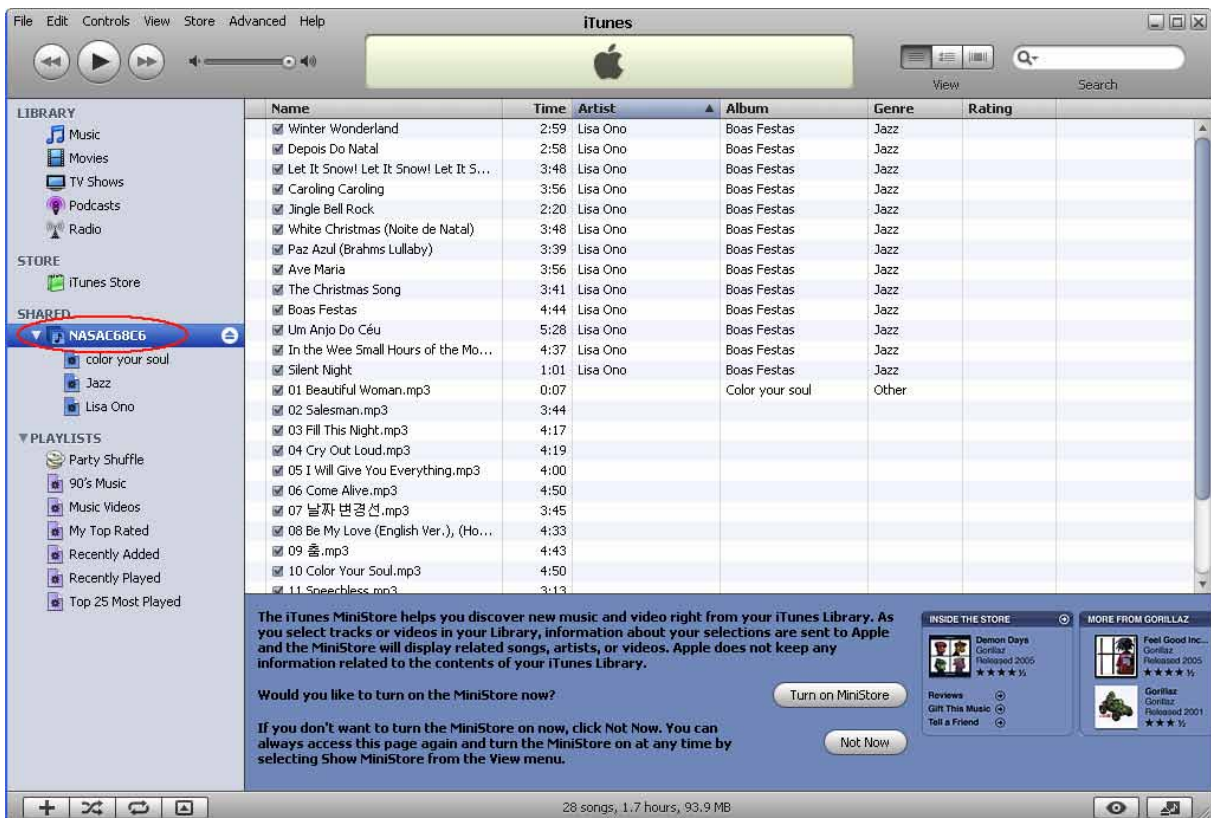 File Edit Controls View Store Advanced Help
iTunes
View
Search
LIBRARY
Music
Movies
TV Shows
Podcasts
Radio
STORE
iTunes Store
SHARED
NASAC68C6
color your soul
Jazz
Lisa Ono
PLAYLISTS
Party Shuffle
90's Music
Music Videos
My Top Rated
Recently Added
Recently Played
Top 25 Most Played
Name Time Artist Album Genre Rating
Winter Wonderland 2:59 Lisa Ono Boas Festas Jazz
Depois Do Natal 2:58 Lisa Ono Boas Festas Jazz
Let It Snow! Let It Snow! Let It S... 3:48 Lisa Ono Boas Festas Jazz
Caroling Caroling 3:56 Lisa Ono Boas Festas Jazz
Jingle Bell Rock 2:20 Lisa Ono Boas Festas Jazz
White Christmas (Noite de Natal) 3:48 Lisa Ono Boas Festas Jazz
Paz Azul (Brahms Lullaby) 3:39 Lisa Ono Boas Festas Jazz
Ave Maria 3:56 Lisa Ono Boas Festas Jazz
The Christmas Song 3:41 Lisa Ono Boas Festas Jazz
Boas Festas 4:44 Lisa Ono Boas Festas Jazz
Um Anjo Do Céu 5:28 Lisa Ono Boas Festas Jazz
In the Wee Small Hours of the Mo... 4:37 Lisa Ono Boas Festas Jazz
Silent Night 1:01 Lisa Ono Boas Festas Jazz
01 Beautiful Woman.mp3 0:07 Color your soul Other
02 Salesman.mp3 3:44
03 Fill This Night.mp3 4:17
04 Cry Out Loud.mp3 4:19
05 I Will Give You Everything.mp3 4:00
06 Come Alive.mp3 4:50
07 날짜 변경선.mp3 3:45
08 Be My Love (English Ver.), (Ho... 4:33
09 춤.mp3 4:43
10 Color Your Soul.mp3 4:50
11 Speechless.mp3 3:13
The iTunes MiniStore helps you discover new music and video right from your iTunes Library. As
you select tracks or videos in your Library, information about your selections are sent to Apple
and the MiniStore will display related songs, artists, or videos. Apple does not keep any
information related to the contents of your iTunes Library.
Would you like to turn on the MiniStore now?
Turn on MiniStore
If you don't want to turn the MiniStore on now, click Not Now. You can
always access this page again and turn the MiniStore on at any time by
selecting Show MiniStore from the View menu.
Not Now
INSIDE THE STORE
Demon Days
Gorillaz
Released 2005
Reviews
Gift This Music
Tell a Friend
MORE FROM GORILLAZ
Feel Good Inc...
Gorillaz
Released 2005
Gorillaz
Gorillaz
Released 2001
28 songs, 1.7 hours, 93.9 MB